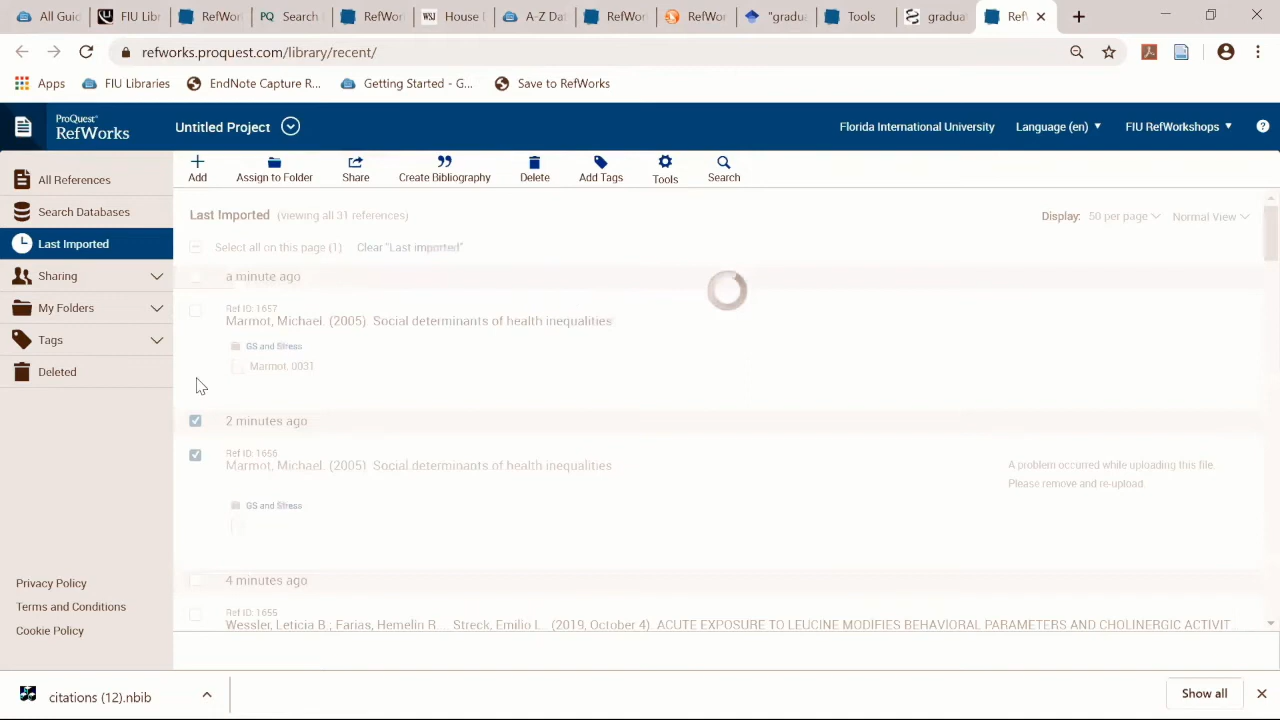 All Guid
FIU Libr
RefWor
PQ Search
RefWor
WSJ House
A-Z Dat
RefWor
RefWor
"gradu
Tools
gradua
Ref
refworks.proquest.com/library/recent/
Apps
FIU Libraries
EndNote Capture R...
Getting Started - G...
Save to RefWorks
ProQuest®
RefWorks
Untitled Project
Florida International University
Language (en)
FIU RefWorkshops
?
All References
Search Databases
Last Imported
Sharing
My Folders
Tags
Deleted
Privacy Policy
Terms and Conditions
Cookie Policy
Add
Assign to Folder
Share
Create Bibliography
Delete
Add Tags
Tools
Search
Last Imported (viewing all 31 references)
Display: 50 per page Normal View
Select all on this page (1) Clear "Last imported"
a minute ago
Ref ID: 1657
Marmot, Michael. (2005) Social determinants of health inequalities
GS and Stress
Marmot, 0031
2 minutes ago
Ref ID: 1656
Marmot, Michael. (2005) Social determinants of health inequalities
A problem occurred while uploading this file.
Please remove and re-upload.
GS and Stress
4 minutes ago
Ref ID: 1655
Wessler, Leticia B.; Farias, Hemelin R... Streck, Emilio L.. (2019, October 4) ACUTE EXPOSURE TO LEUCINE MODIFIES BEHAVIORAL PARAMETERS AND CHOLINERGIC ACTIVIT
citations (12).nbib
Show all